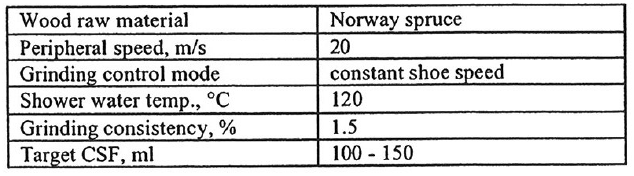 Wood raw material Norway spruce
Peripheral speed, m/s 20
Grinding control mode constant shoe speed
Shower water temp., °C 120
Grinding consistency, % 1.5
Target CSF, ml 100 - 150